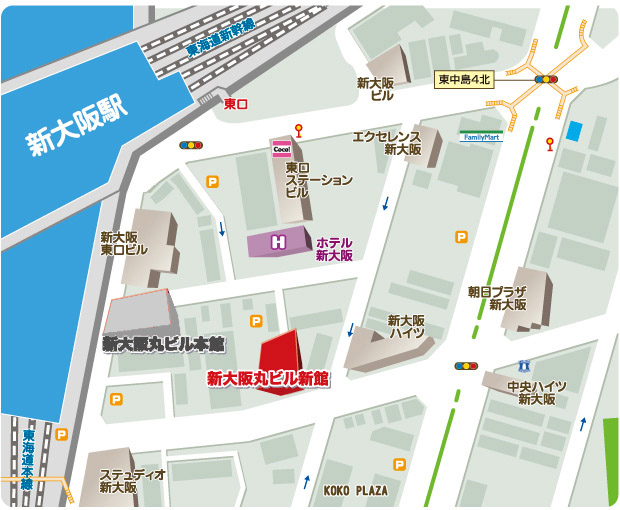 東海道新幹線
新大阪駅
東口
新大阪
ビル
東中島4北
エクセレンス
新大阪
FamilyMart
Coco!
東口
ステーション
ビル
P
H
ホテル
新大阪
新大阪
東口ビル
P
朝日プラザ
新大阪
新大阪丸ビル本館
P
新大阪
ハイツ
新大阪丸ビル新館
中央ハイツ
新大阪
P
P
東海道本線
ステュディオ
新大阪
P
KOKO PLAZA